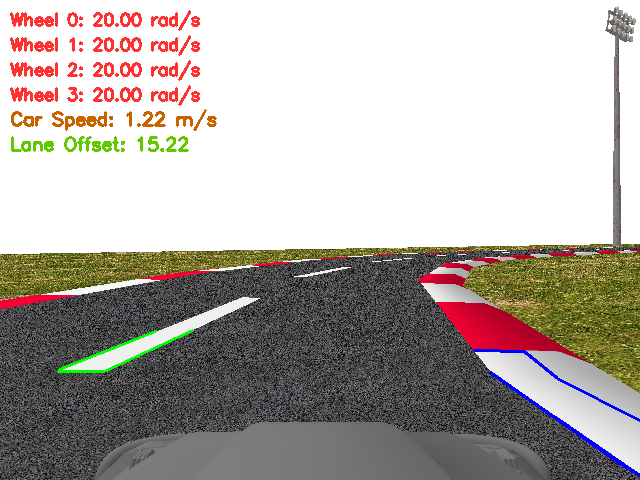 Wheel 0: 20.00 rad/s
Wheel 1: 20.00 rad/s
Wheel 2: 20.00 rad/s
Wheel 3: 20.00 rad/s
Car Speed: 1.22 m/s
Lane Offset: 15.22